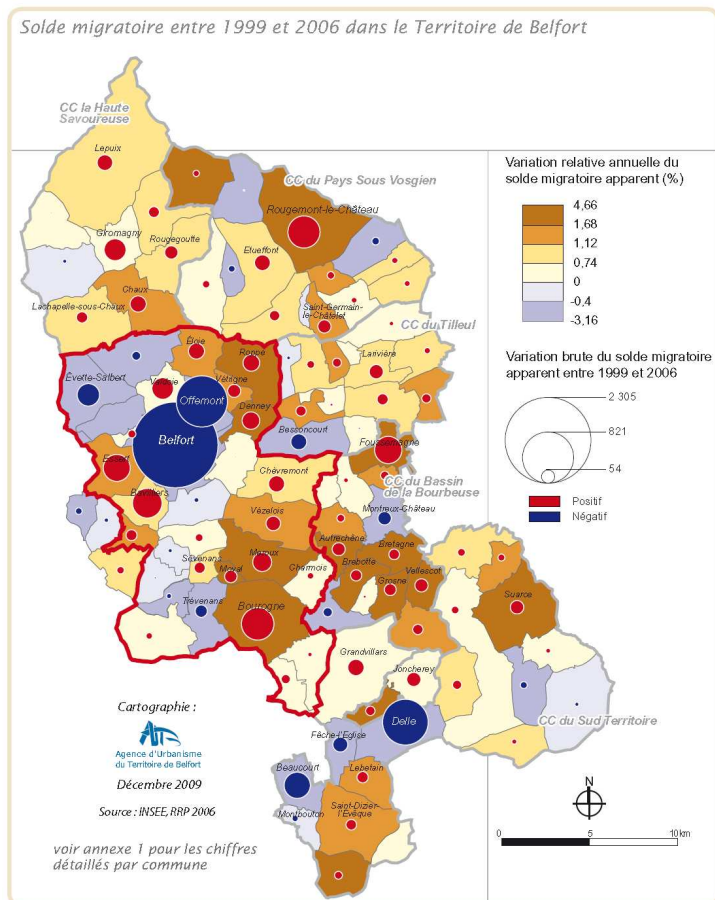 Solde migratoire entre 1999 et 2006 dans le Territoire de Belfort
CC la Haute
Savoureuse
Lepuix
CC du Pays Sous Vosgien
Rougemont-le-Château
Giromagny
Rougegoutte
Etueffont
Chaux
Lachapelle-sous-Chaux
Saint-Germain-
le-Châtelet
CC du Tilleul
Éloie
Roppe
Larivière
Évette-Salbert
Valdoie
Vétrigne
Offemont
Denney
Bessoncourt
Belfort
Foussemagne
Essert
Chèvremont
CC du Bassin
de la Bourbeuse
Bavilliers
Vézelois
Montreux-Château
Autrechêne
Bretagne
Sévenans
Meroux
Moval
Charmois
Brebotte
Grosne
Vellescot
Trévenans
Bourogne
Suarce
Grandvillars
Joncherey
Delle
CC du Sud Territoire
Fêche-l'Eglise
Beaucourt
Lebetain
Saint-Dizier-
l'Evêque
Montbouton
Variation relative annuelle du
solde migratoire apparent (%)
4,66
1,68
1,12
0,74
0
-0,4
-3,16
Variation brute du solde migratoire
apparent entre 1999 et 2006
2 305
821
54
Positif
Négatif
Cartographie :
Agence d'Urbanisme
du Territoire de Belfort
Décembre 2009
Source : INSEE, RRP 2006
voir annexe 1 pour les chiffres
détaillés par commune
N
0 5 10km